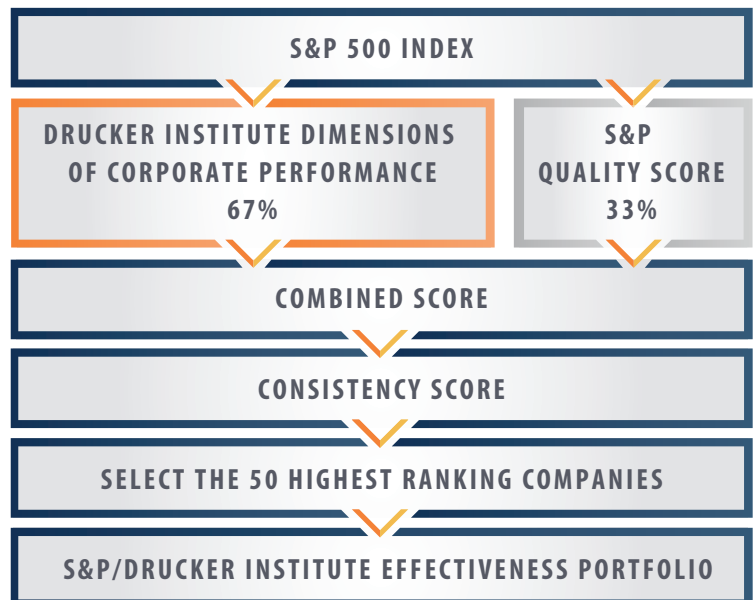 S&P 500 INDEX
DRUCKER INSTITUTE DIMENSIONS
OF CORPORATE PERFORMANCE
67%
S&P
QUALITY SCORE
33%
COMBINED SCORE
CONSISTENCY SCORE
SELECT THE 50 HIGHEST RANKING COMPANIES
S&P/DRUCKER INSTITUTE EFFECTIVENESS PORTFOLIO